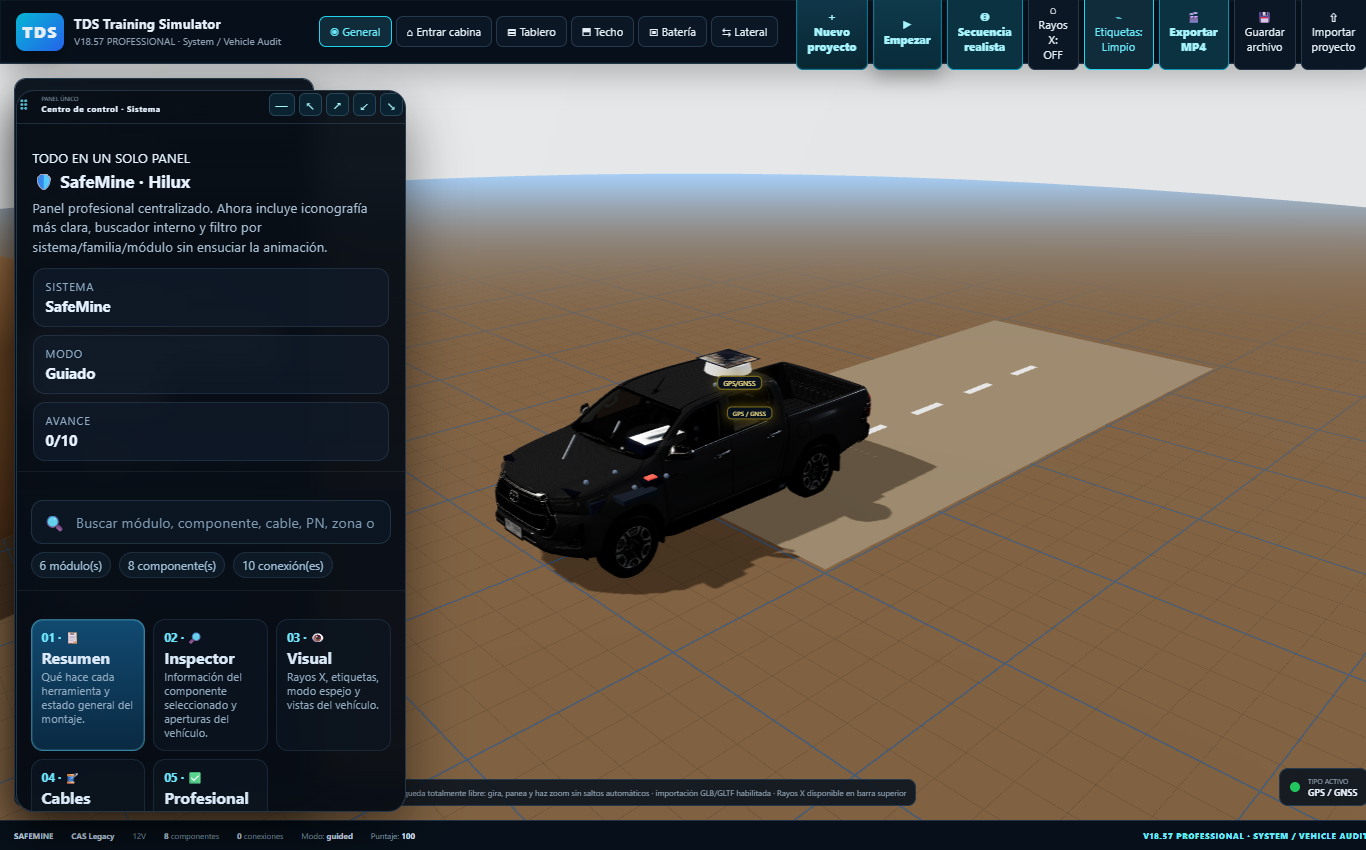 TDS
TDS Training Simulator
V18.57 PROFESSIONAL · System / Vehicle Audit
General
Entrar cabina
Tablero
Techo
Batería
Lateral
+
Nuevo
proyecto
Empezar
Secuencia
realista
Rayos
X:
OFF
Etiquetas:
Limpio
Exportar
MP4
Guardar
archivo
Importar
proyecto
PANEL ÚNICO
Centro de control · Sistema
TODO EN UN SOLO PANEL
SafeMine · Hilux
Panel profesional centralizado. Ahora incluye iconografía
más clara, buscador interno y filtro por
sistema/familia/módulo sin ensuciar la animación.
SISTEMA
SafeMine
MODO
Guiado
AVANCE
0/10
Buscar módulo, componente, cable, PN, zona o
6 módulo(s)
8 componente(s)
10 conexión(es)
01 ·
Resumen
Qué hace cada
herramienta y
estado general del
montaje.
02 ·
Inspector
Información del
componente
seleccionado y
aperturas del
vehículo.
03 ·
Visual
Rayos X, etiquetas,
modo espejo y
vistas del vehículo.
04 ·
Cables
05 ·
Profesional
GPS/GNSS
GPS / GNSS
ueda totalmente libre: gira, panea y haz zoom sin saltos automáticos · importación GLB/GLTF habilitada · Rayos X disponible en barra superior
TIPO ACTIVO
GPS / GNSS
SAFEMINE
CAS Legacy
12V
8 componentes
0 conexiones
Modo: guided
Puntaje: 100
V18.57 PROFESSIONAL · SYSTEM / VEHICLE AUDIT